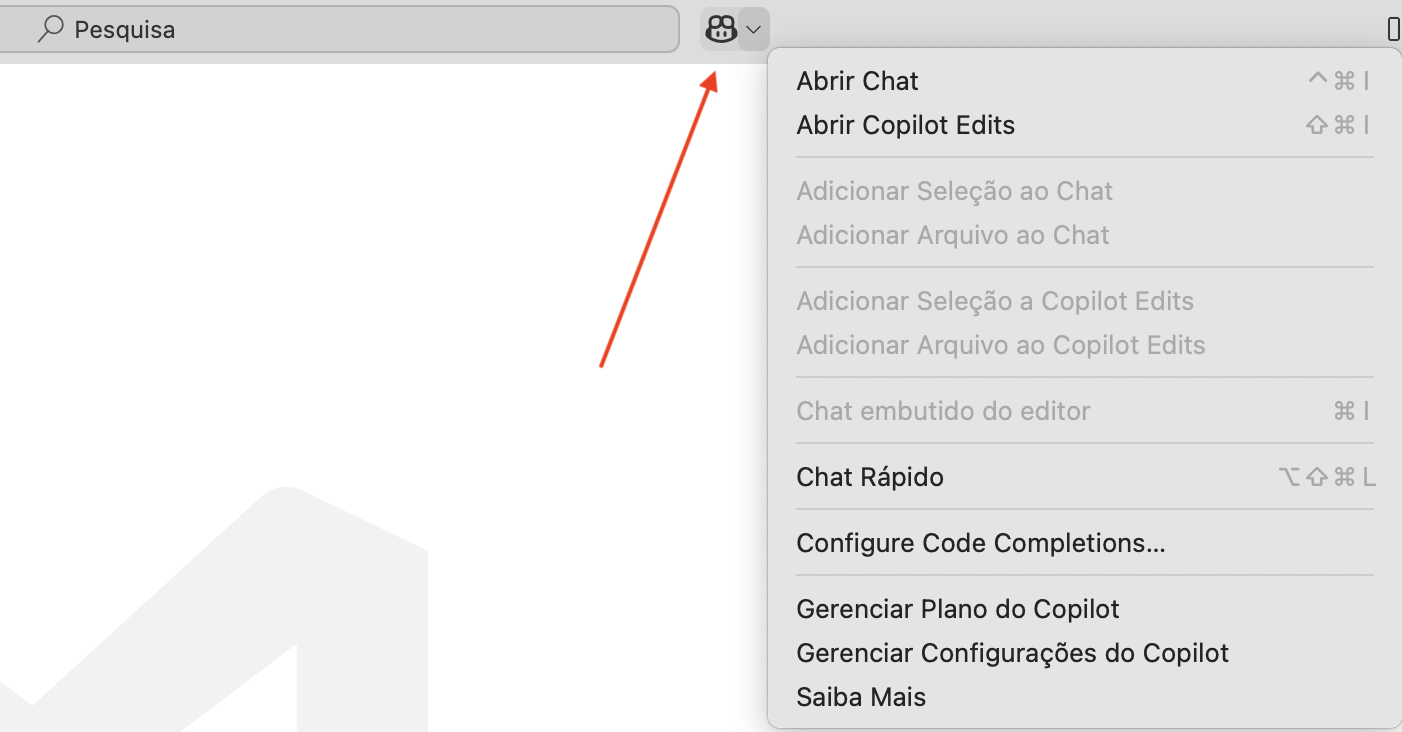 Pesquisa
Abrir Chat ⌃⌘I
Abrir Copilot Edits ⇧⌘I
Adicionar Seleção ao Chat
Adicionar Arquivo ao Chat
Adicionar Seleção a Copilot Edits
Adicionar Arquivo ao Copilot Edits
Chat embutido do editor ⌘I
Chat Rápido ⌥⇧⌘L
Configure Code Completions...
Gerenciar Plano do Copilot
Gerenciar Configurações do Copilot
Saiba Mais